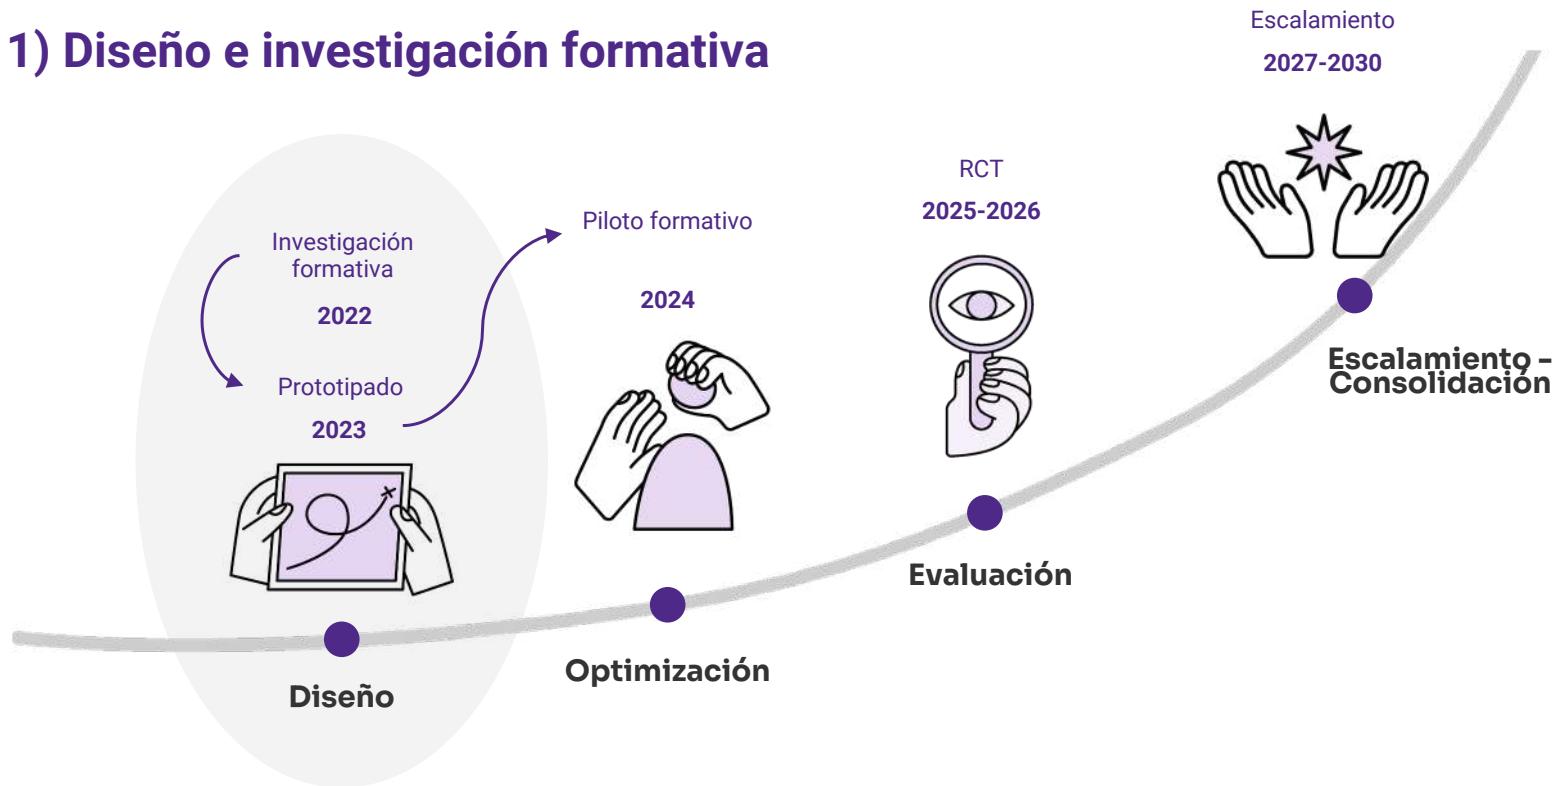 1) Diseño e investigación formativa
Investigación
formativa
2022
Prototipado
2023
Diseño
Piloto formativo
2024
Optimización
RCT
2025-2026
Evaluación
Escalamiento
2027-2030
Escalamiento -
Consolidación